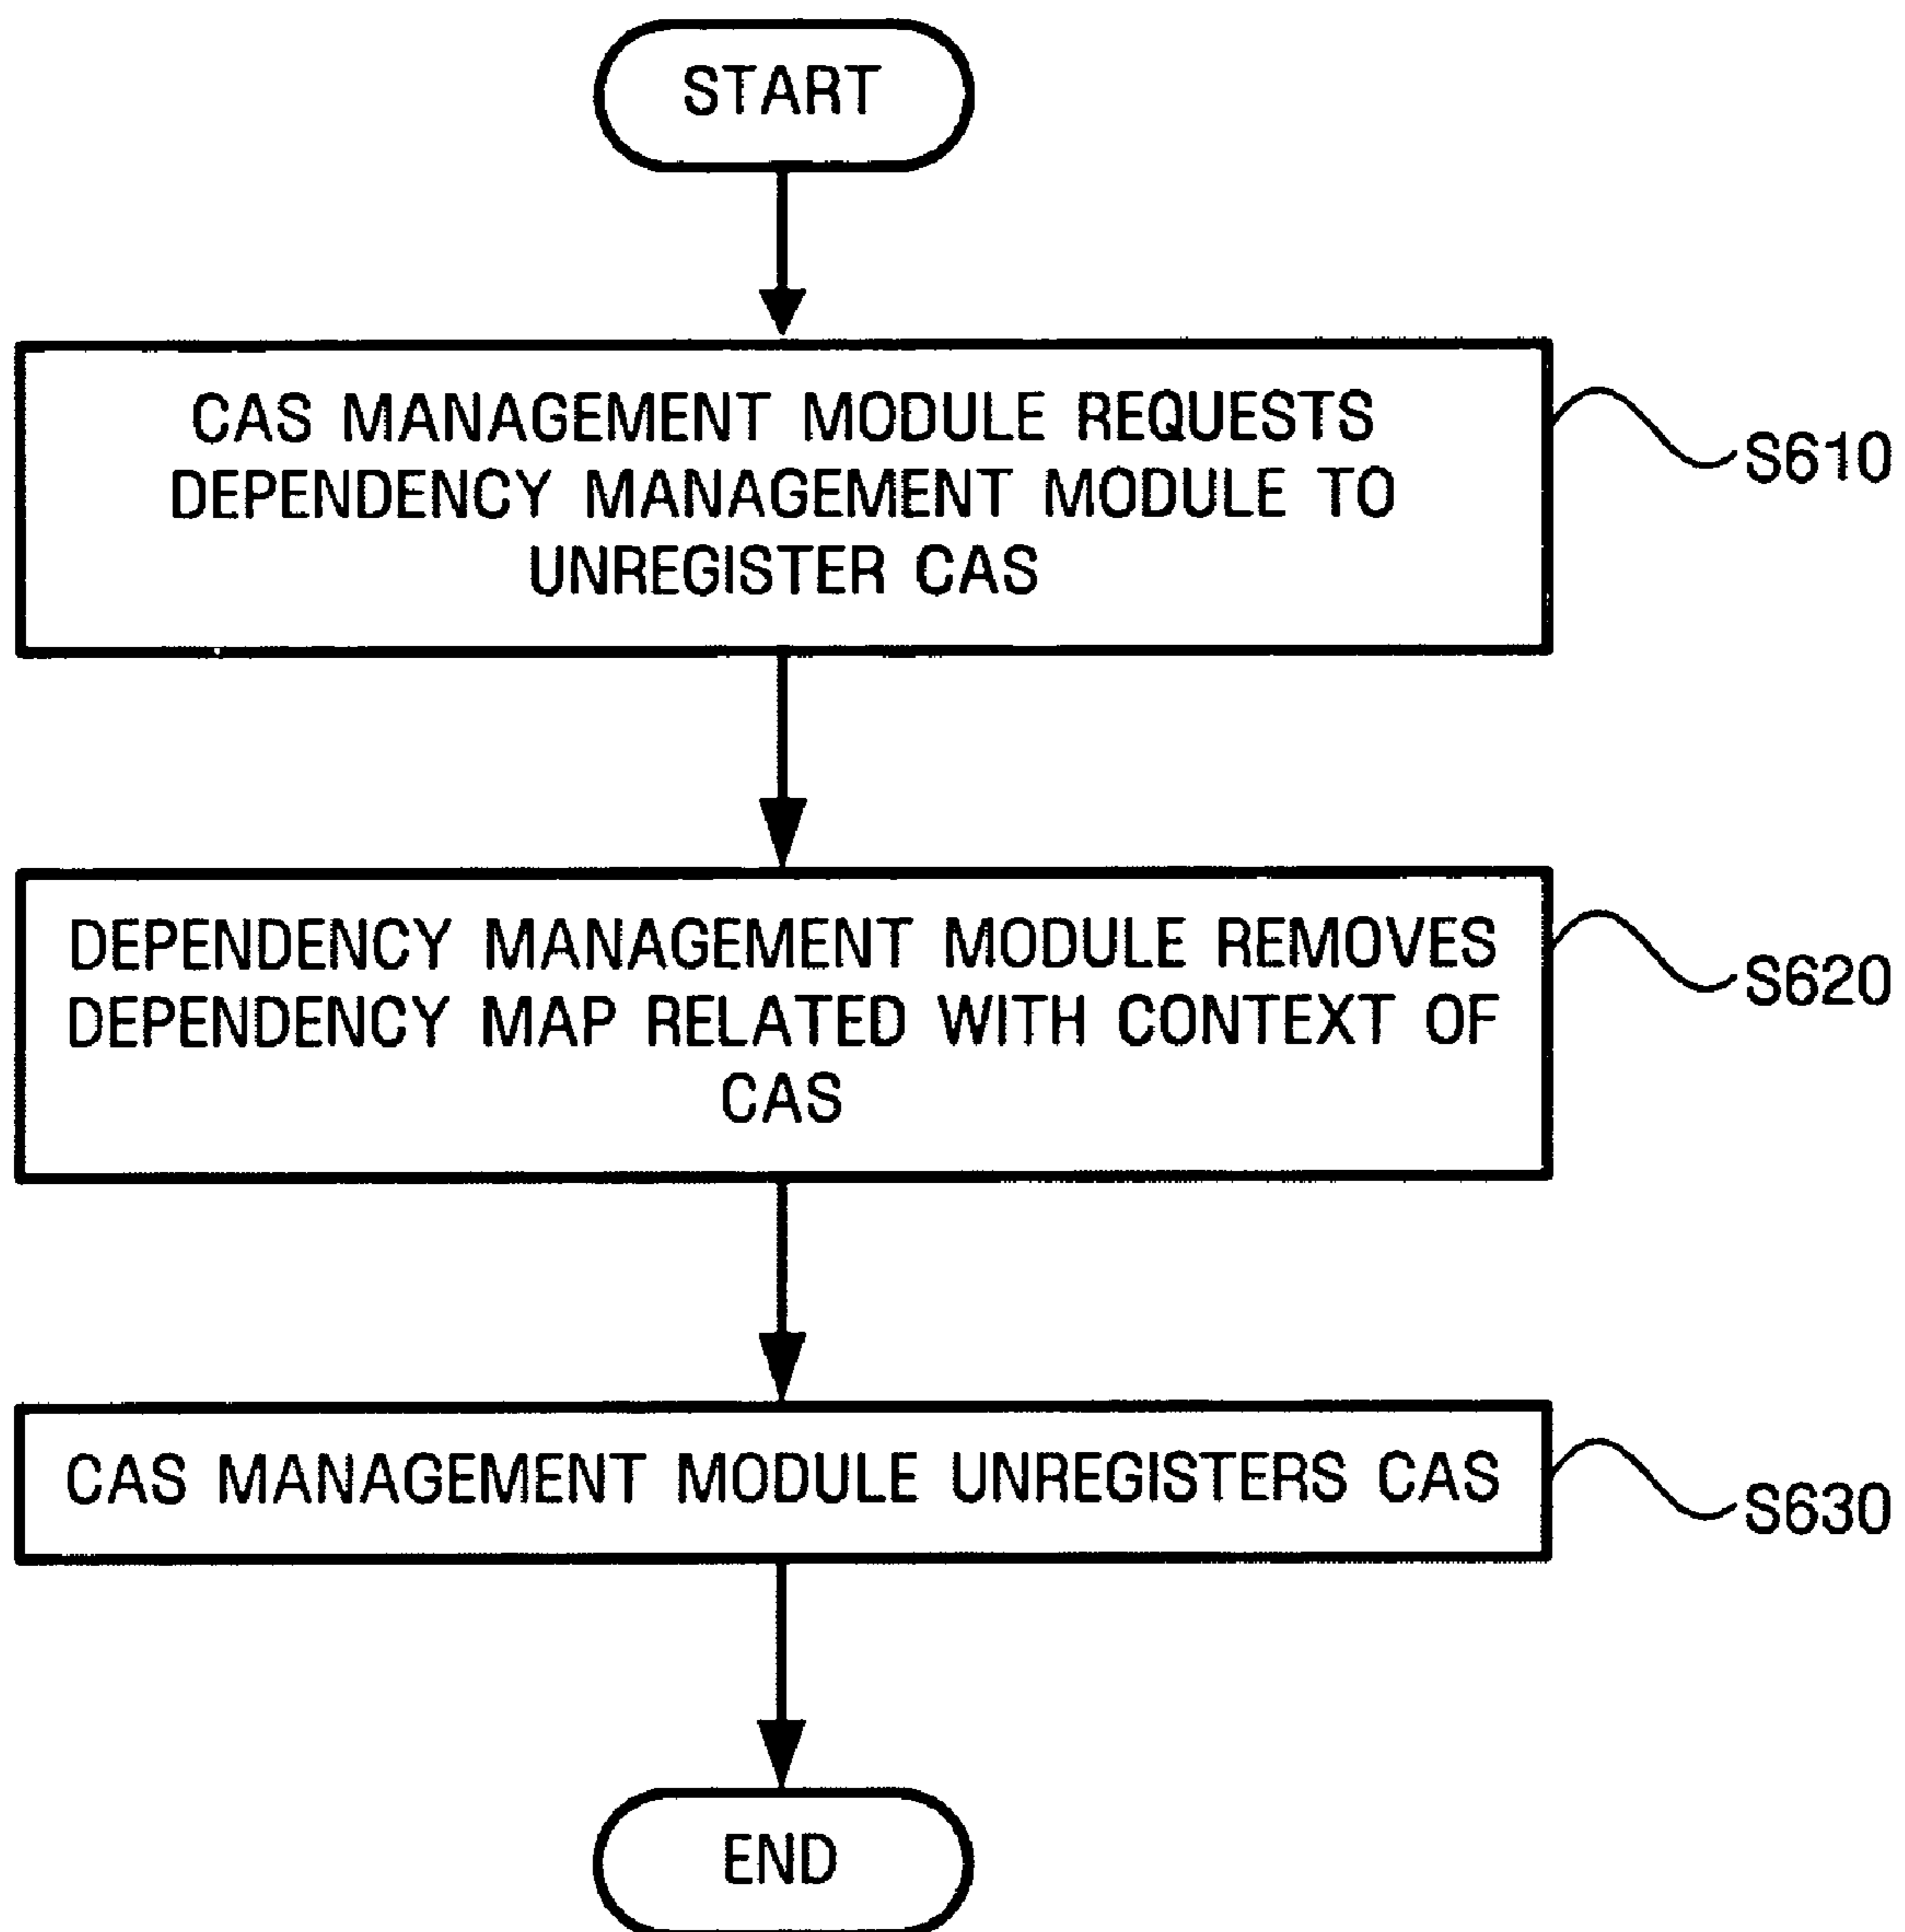 START
CAS MANAGEMENT MODULE REQUESTS
DEPENDENCY MANAGEMENT MODULE TO
UNREGISTER CAS
S610
DEPENDENCY MANAGEMENT MODULE REMOVES
DEPENDENCY MAP RELATED WITH CONTEXT OF
CAS
S620
CAS MANAGEMENT MODULE UNREGISTERS CAS
S630
END